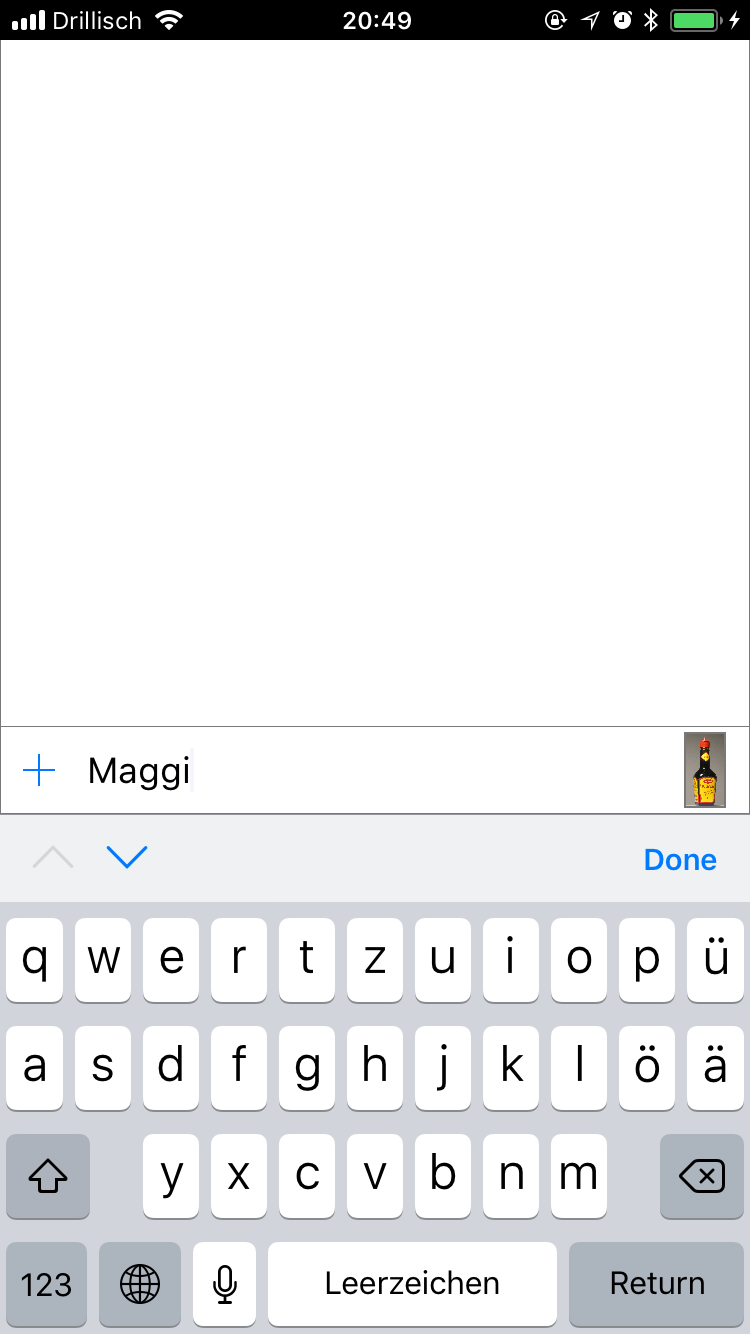 Drillisch 20:49
Maggi
Done
q w e r t z u i o p ü
a s d f g h j k l ö ä
y x c v b n m
123 Leerzeichen Return